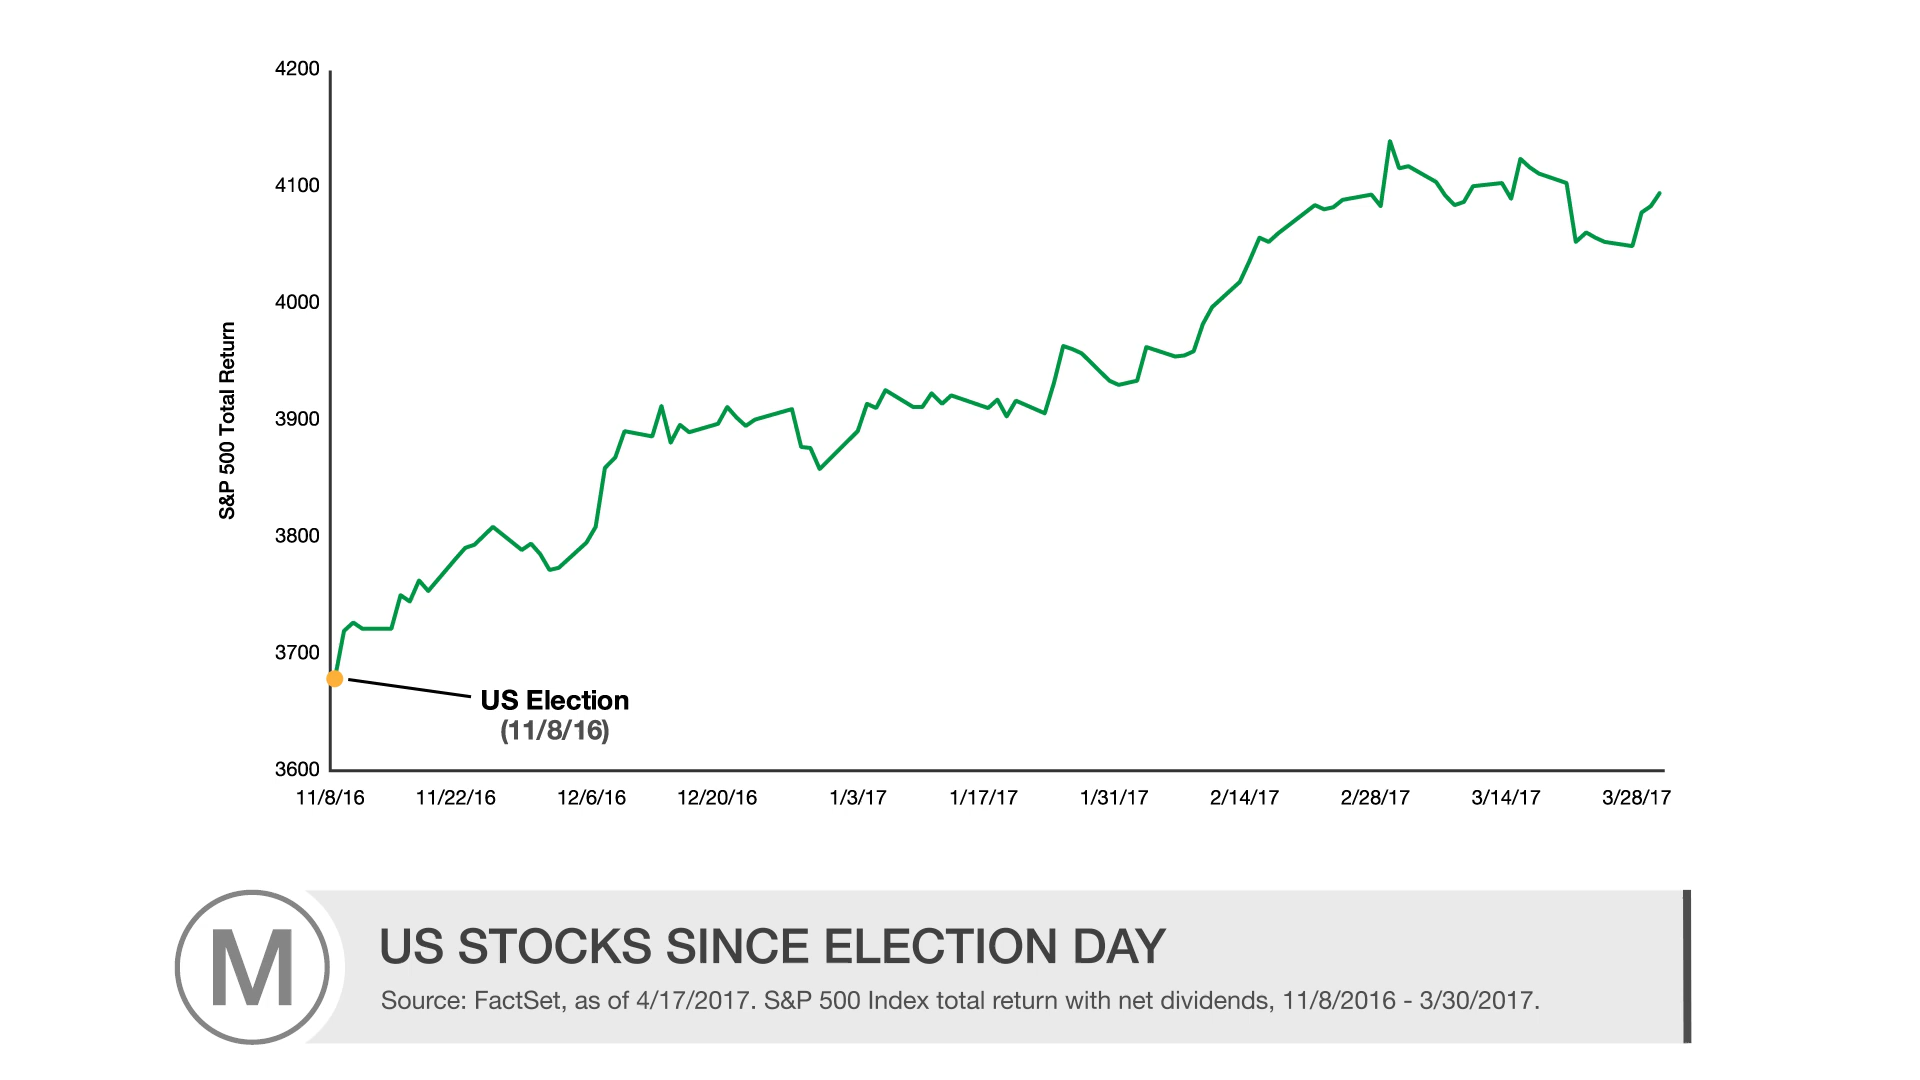 4200
4100
4000
3900
3800
3700
3600
S&P 500 Total Return
US Election
(11/8/16)
11/8/16 11/22/16 12/6/16 12/20/16 1/3/17 1/17/17 1/31/17 2/14/17 2/28/17 3/14/17 3/28/17
M
US STOCKS SINCE ELECTION DAY
Source: FactSet, as of 4/17/2017. S&P 500 Index total return with net dividends, 11/8/2016 - 3/30/2017.